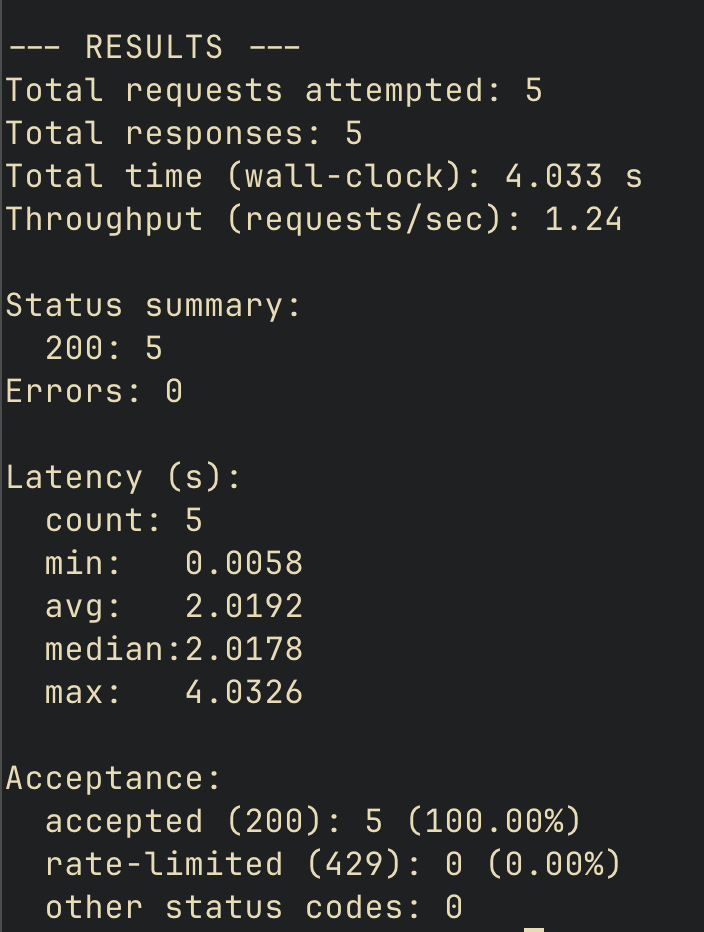 --- RESULTS ---
Total requests attempted: 5
Total responses: 5
Total time (wall-clock): 4.033 s
Throughput (requests/sec): 1.24

Status summary:
  200: 5
Errors: 0

Latency (s):
  count: 5
  min:   0.0058
  avg:   2.0192
  median:2.0178
  max:   4.0326

Acceptance:
  accepted (200): 5 (100.00%)
  rate-limited (429): 0 (0.00%)
  other status codes: 0